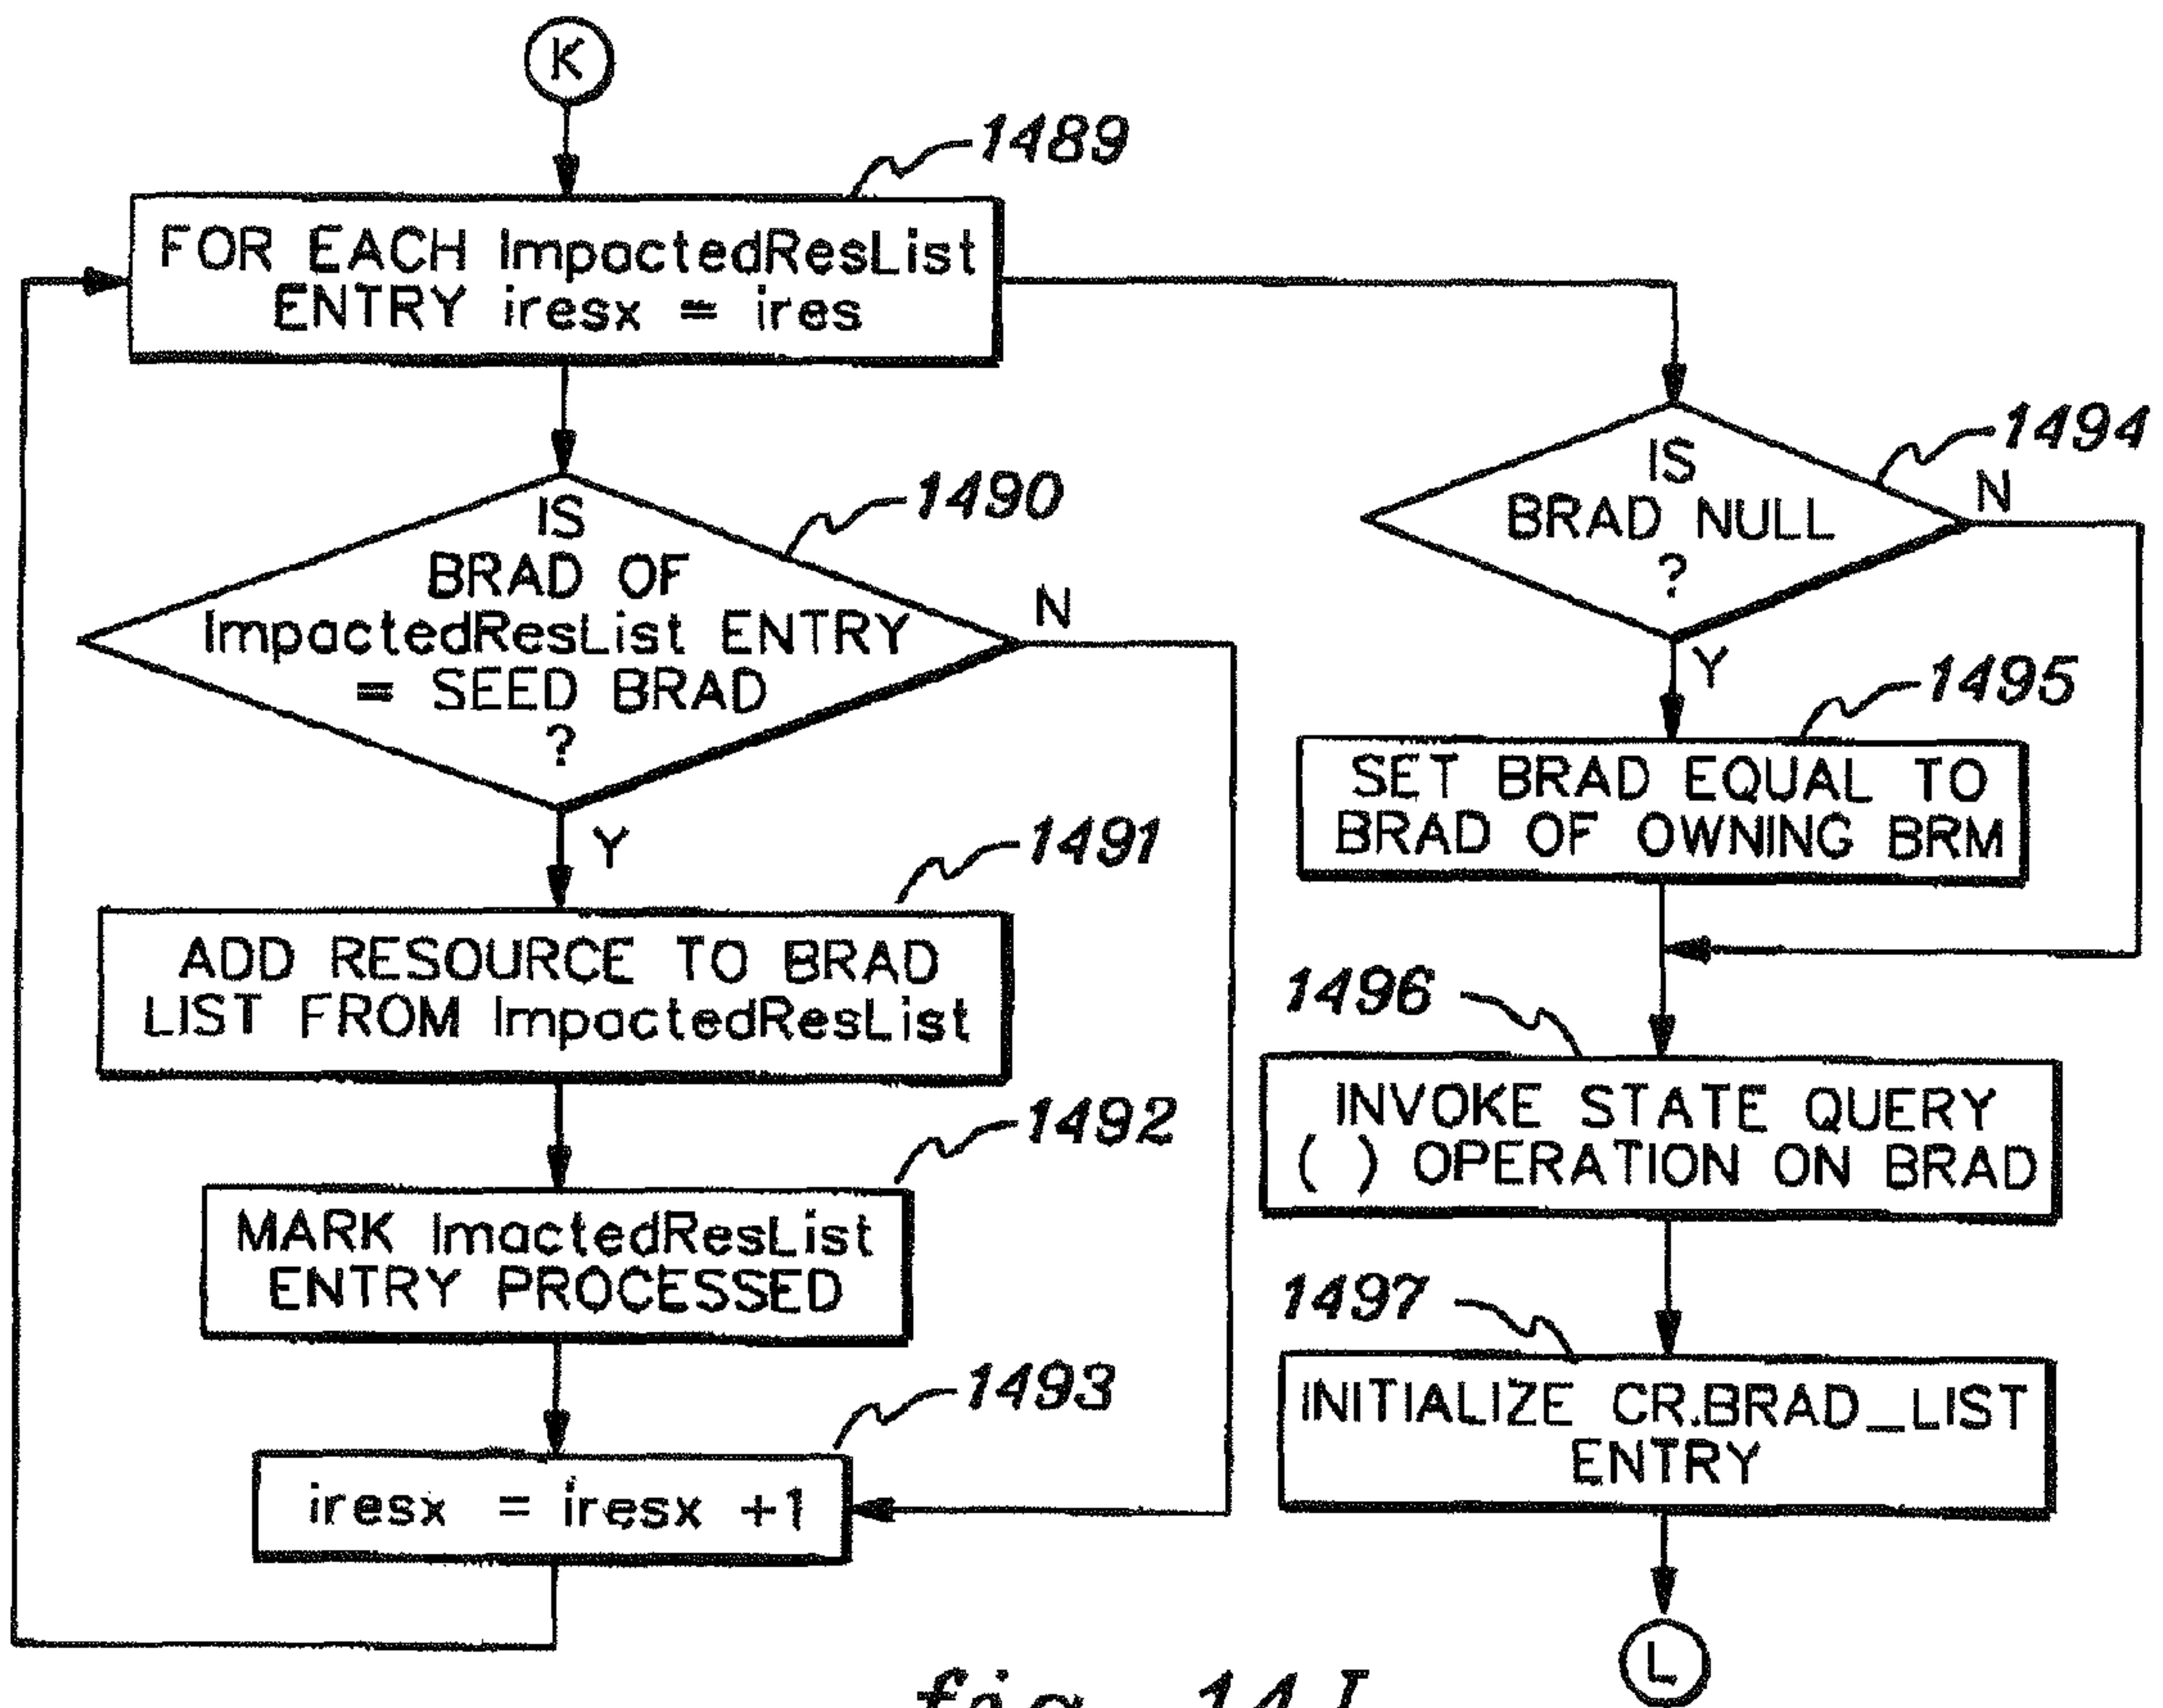 K
1489
FOR EACH ImpactedResList
ENTRY iresx = ires
1490
IS
BRAD OF
ImpactedResList ENTRY
= SEED BRAD
?
N
Y
1491
ADD RESOURCE TO BRAD
LIST FROM ImpactedResList
1492
MARK ImactedResList
ENTRY PROCESSED
1493
iresx = iresx +1
1494
IS
BRAD NULL
?
N
Y
1495
SET BRAD EQUAL TO
BRAD OF OWNING BRM
1496
INVOKE STATE QUERY
( ) OPERATION ON BRAD
1497
INITIALIZE CR.BRAD_LIST
ENTRY
L
fig. 14I